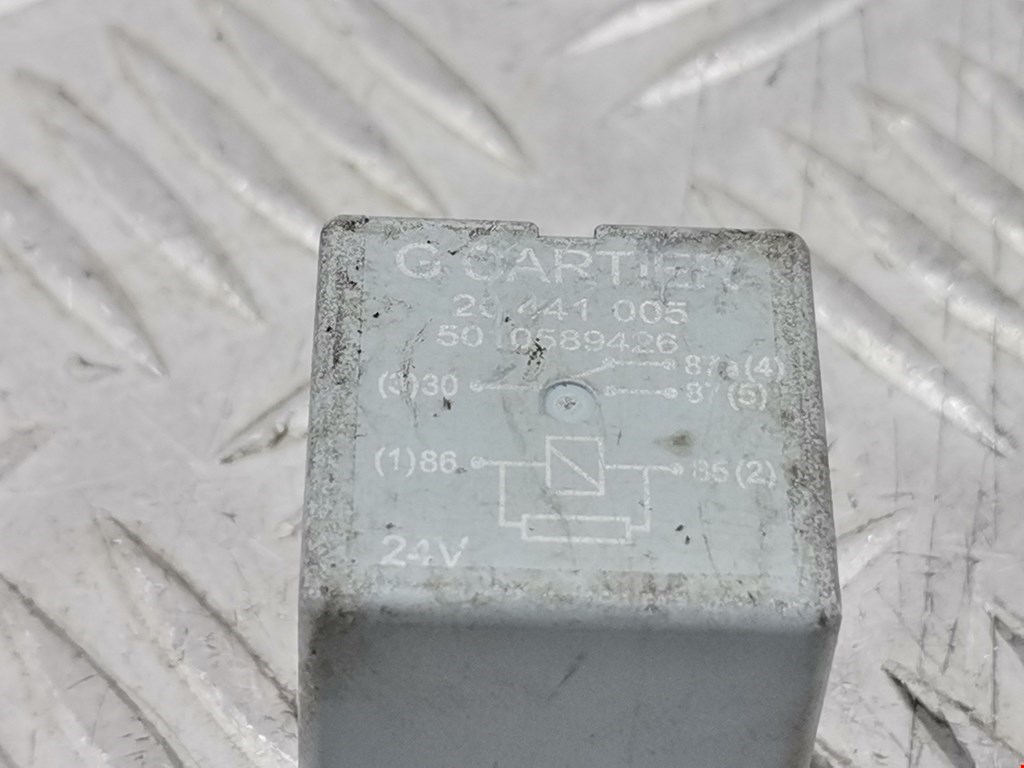 G CARTIER
441 005
5010589426
(3)30 87a(4)
87 (5)
(1)86 85(2)
24V